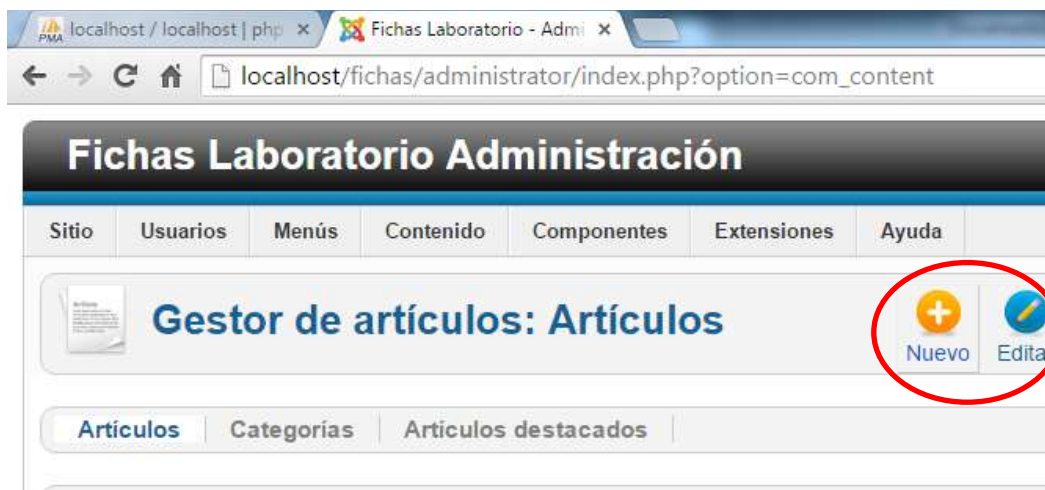 PMA localhost / localhost | php × Fichas Laboratorio - Admi ×
localhost/fichas/administrator/index.php?option=com_content
Fichas Laboratorio Administración
Sitio Usuarios Menús Contenido Componentes Extensiones Ayuda
Gestor de artículos: Artículos
Nuevo Edita
Artículos Categorías Artículos destacados